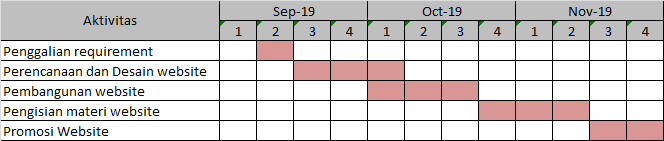 Aktivitas Sep-19 Oct-19 Nov-19
1 2 3 4 1 2 3 4 1 2 3 4
Penggalian requirement
Perencanaan dan Desain website
Pembangunan website
Pengisian materi website
Promosi Website